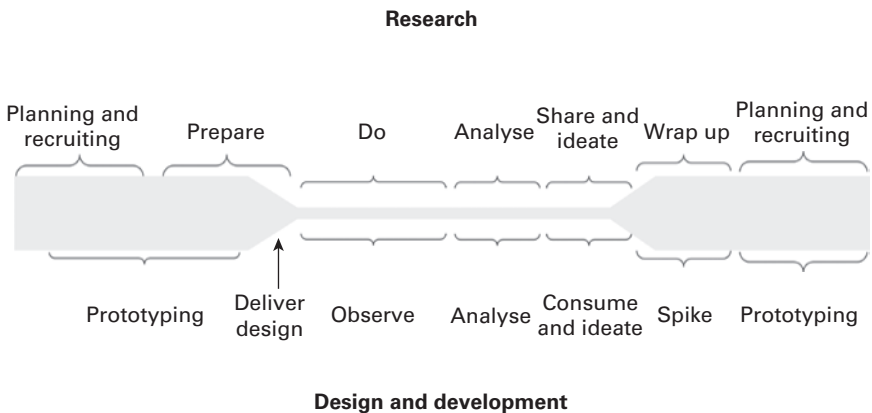 Research
Planning and
recruiting
Prepare
Do
Analyse
Share and
ideate
Wrap up
Planning and
recruiting
Prototyping
Deliver
design
Observe
Analyse
Consume
and ideate
Spike
Prototyping
Design and development